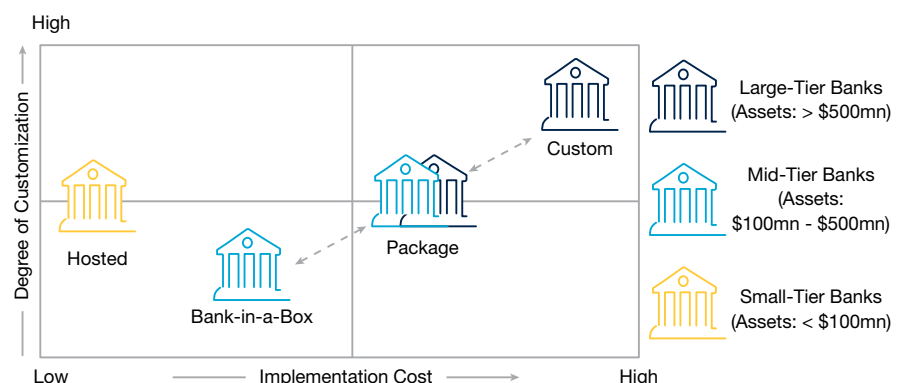 High
Degree of Customization
Custom
Hosted
Package
Bank-in-a-Box
Low
Implementation Cost
High
Large-Tier Banks
(Assets: > $500mn)
Mid-Tier Banks
(Assets:
$100mn - $500mn)
Small-Tier Banks
(Assets: < $100mn)